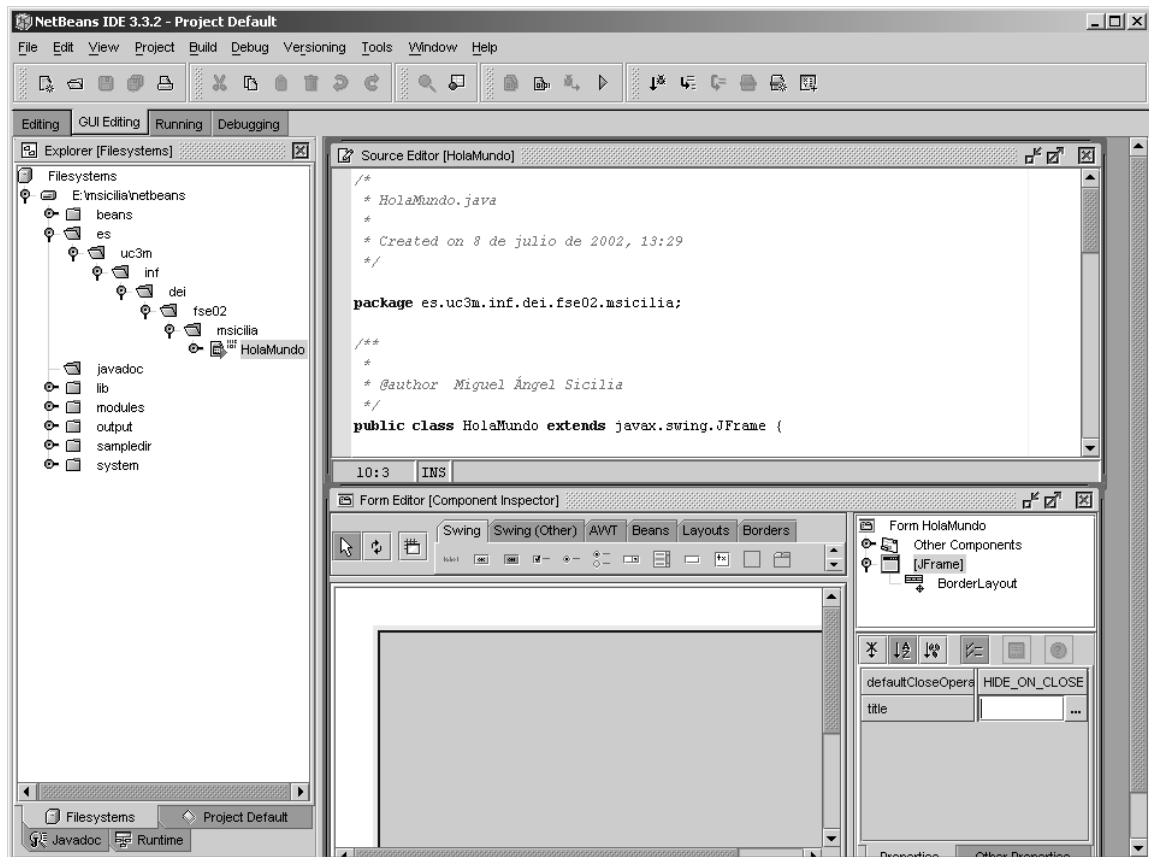 NetBeans IDE 3.3.2 - Project Default
File Edit View Project Build Debug Versioning Tools Window Help
Editing GUI Editing Running Debugging
Explorer [Filesystems]
Filesystems
E:\msicilia\netbeans
beans
es
uc3m
inf
dei
fse02
msicilia
HolaMundo
javadoc
lib
modules
output
sampledir
system
Filesystems Project Default
Javadoc Runtime
Source Editor [HolaMundo]
/*
* HolaMundo.java
*
* Created on 8 de julio de 2002, 13:29
*/
package es.uc3m.inf.dei.fse02.msicilia;
/**
*
* @author Miguel Ángel Sicilia
*/
public class HolaMundo extends javax.swing.JFrame {
10:3 INS
Form Editor [Component Inspector]
Swing Swing (Other) AWT Beans Layouts Borders
label
Form HolaMundo
Other Components
[JFrame]
BorderLayout
defaultCloseOpera HIDE_ON_CLOSE
title ...
Properties Other Properties